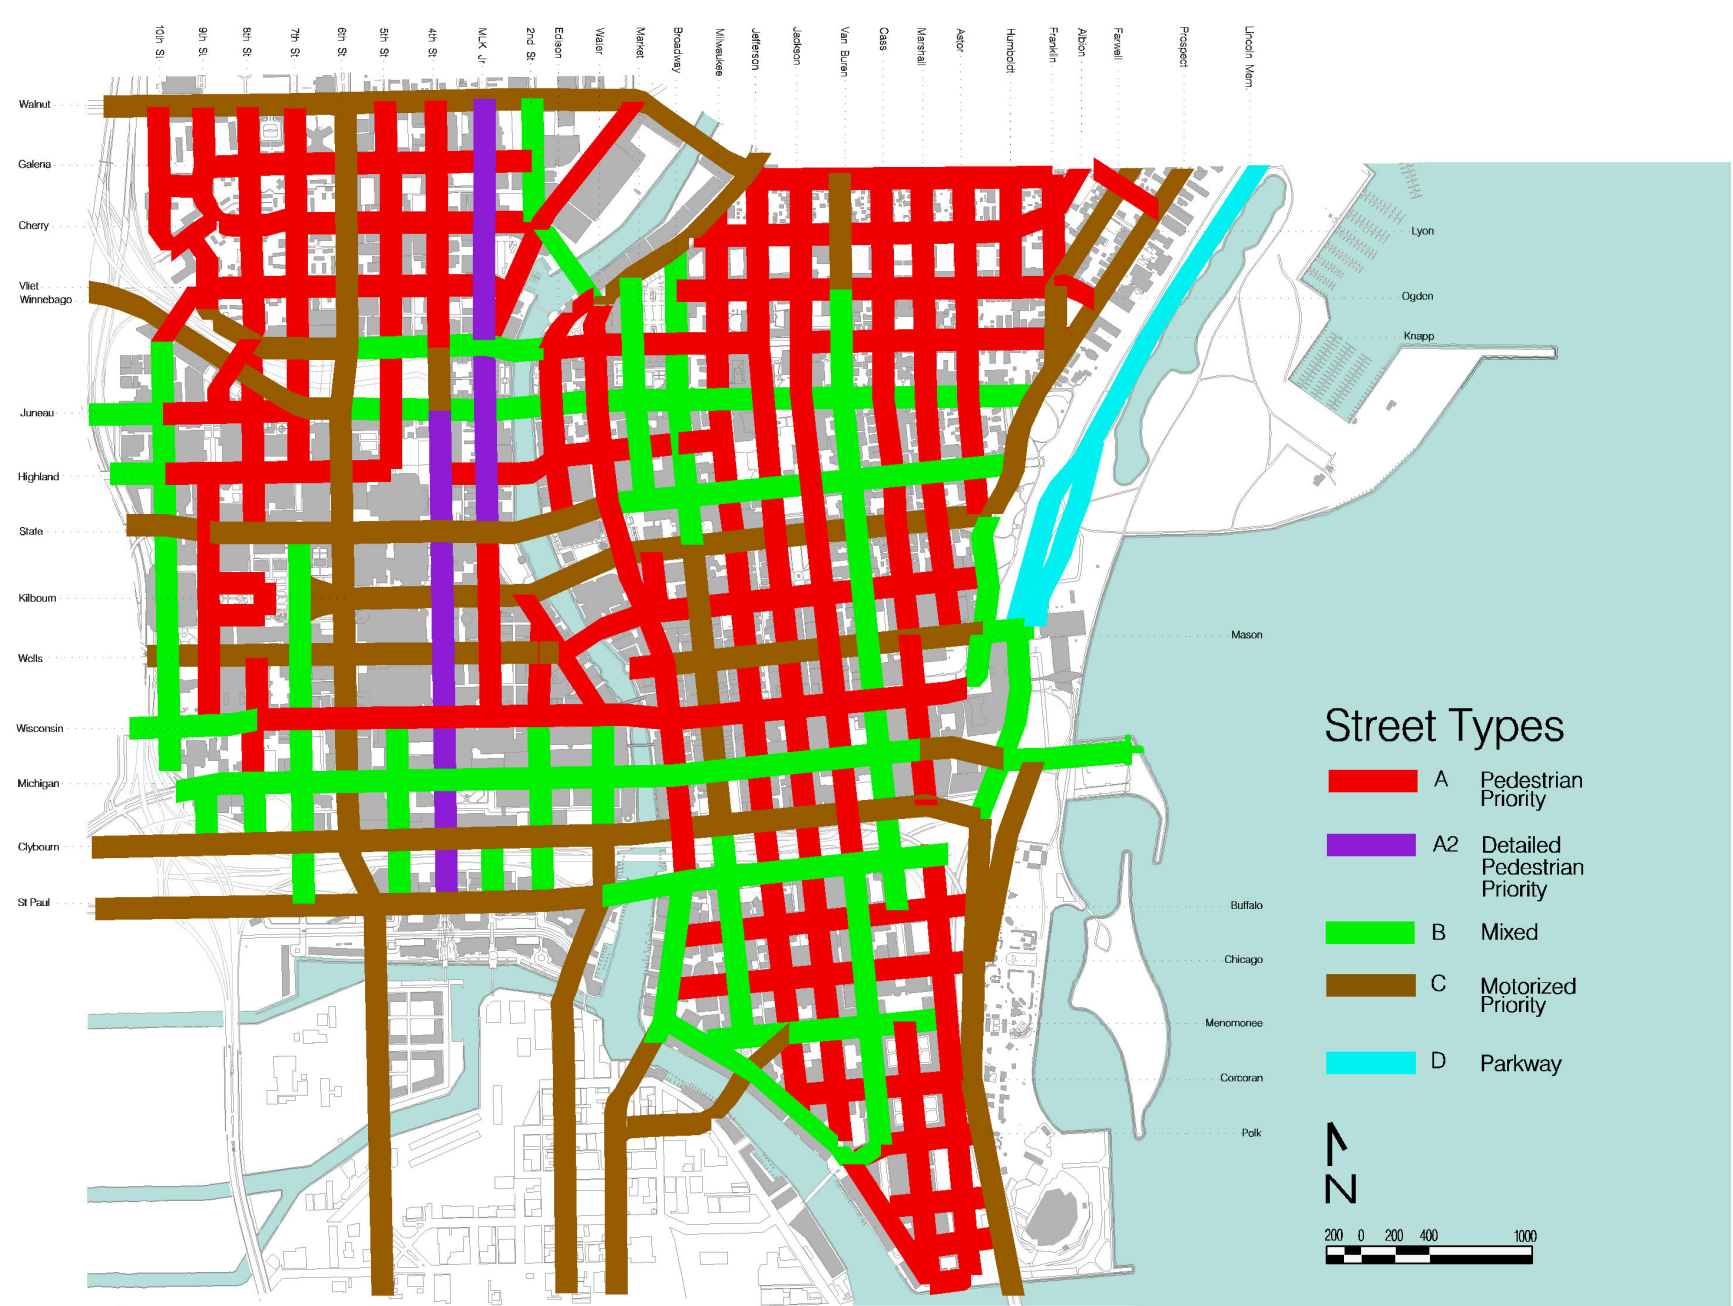 10th St.
9th St.
8th St
7th St
6th St
5th St
4th St
MLK Jr
2nd St
Edison
Water
Market
Broadway
Milwaukee
Jefferson
Jackson
Van Buren
Cass
Marshall
Astor
Humboldt
Franklin
Albion
Farwell
Prospect
Lincoln Mem.
Walnut
Galena
Cherry
Vliet
Winnebago
Juneau
Highland
State
Kilbourn
Wells
Wisconsin
Michigan
Clybourn
St Paul
Lyon
Ogden
Knapp
Mason
Buffalo
Chicago
Menomonee
Corcoran
Polk
Street Types
A Pedestrian
Priority
A2 Detailed
Pedestrian
Priority
B Mixed
C Motorized
Priority
D Parkway
N
200 0 200 400 1000